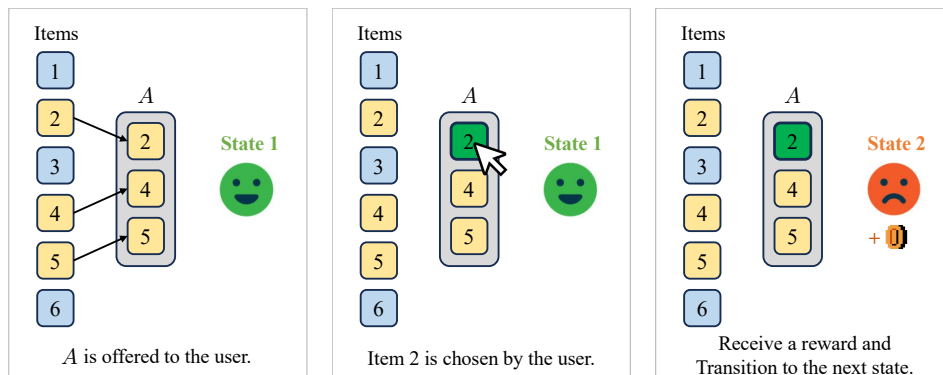 Items
1
2
3
4
5
6
A
2
4
5
State 1
A is offered to the user.
Items
1
2
3
4
5
6
A
2
4
5
State 1
Item 2 is chosen by the user.
Items
1
2
3
4
5
6
A
2
4
5
State 2
+
Receive a reward and
Transition to the next state.